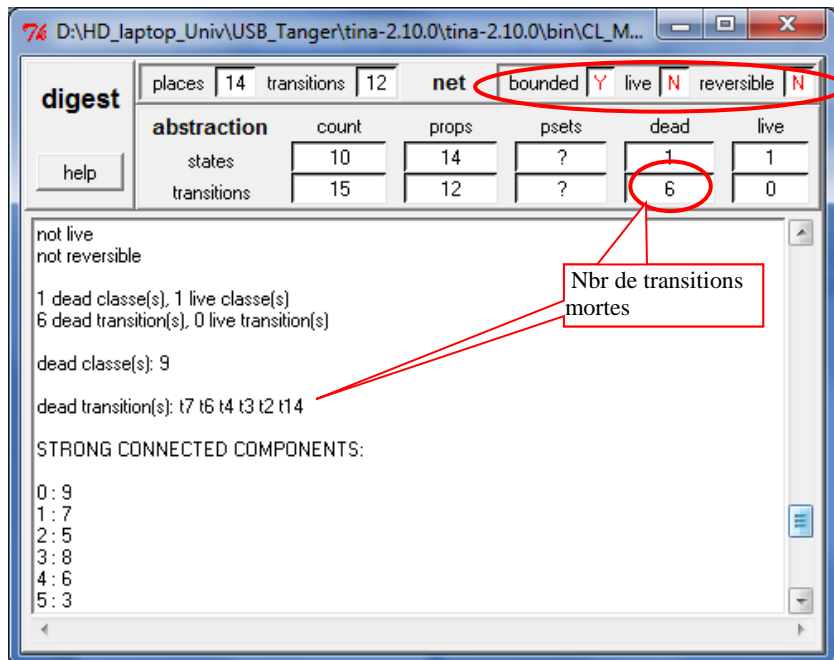 D:\HD_laptop_Univ\USB_Tanger\tina-2.10.0\tina-2.10.0\bin\CL_M...
digest
places 14 transitions 12 net bounded Y live N reversible N
help
abstraction count props psets dead live
states 10 14 ? 1 1
transitions 15 12 ? 6 0
not live
not reversible
1 dead classe(s), 1 live classe(s)
6 dead transition(s), 0 live transition(s)
dead classe(s): 9
dead transition(s): t7 t6 t4 t3 t2 t14
STRONG CONNECTED COMPONENTS:
0 : 9
1 : 7
2 : 5
3 : 8
4 : 6
5 : 3
Nbr de transitions
mortes